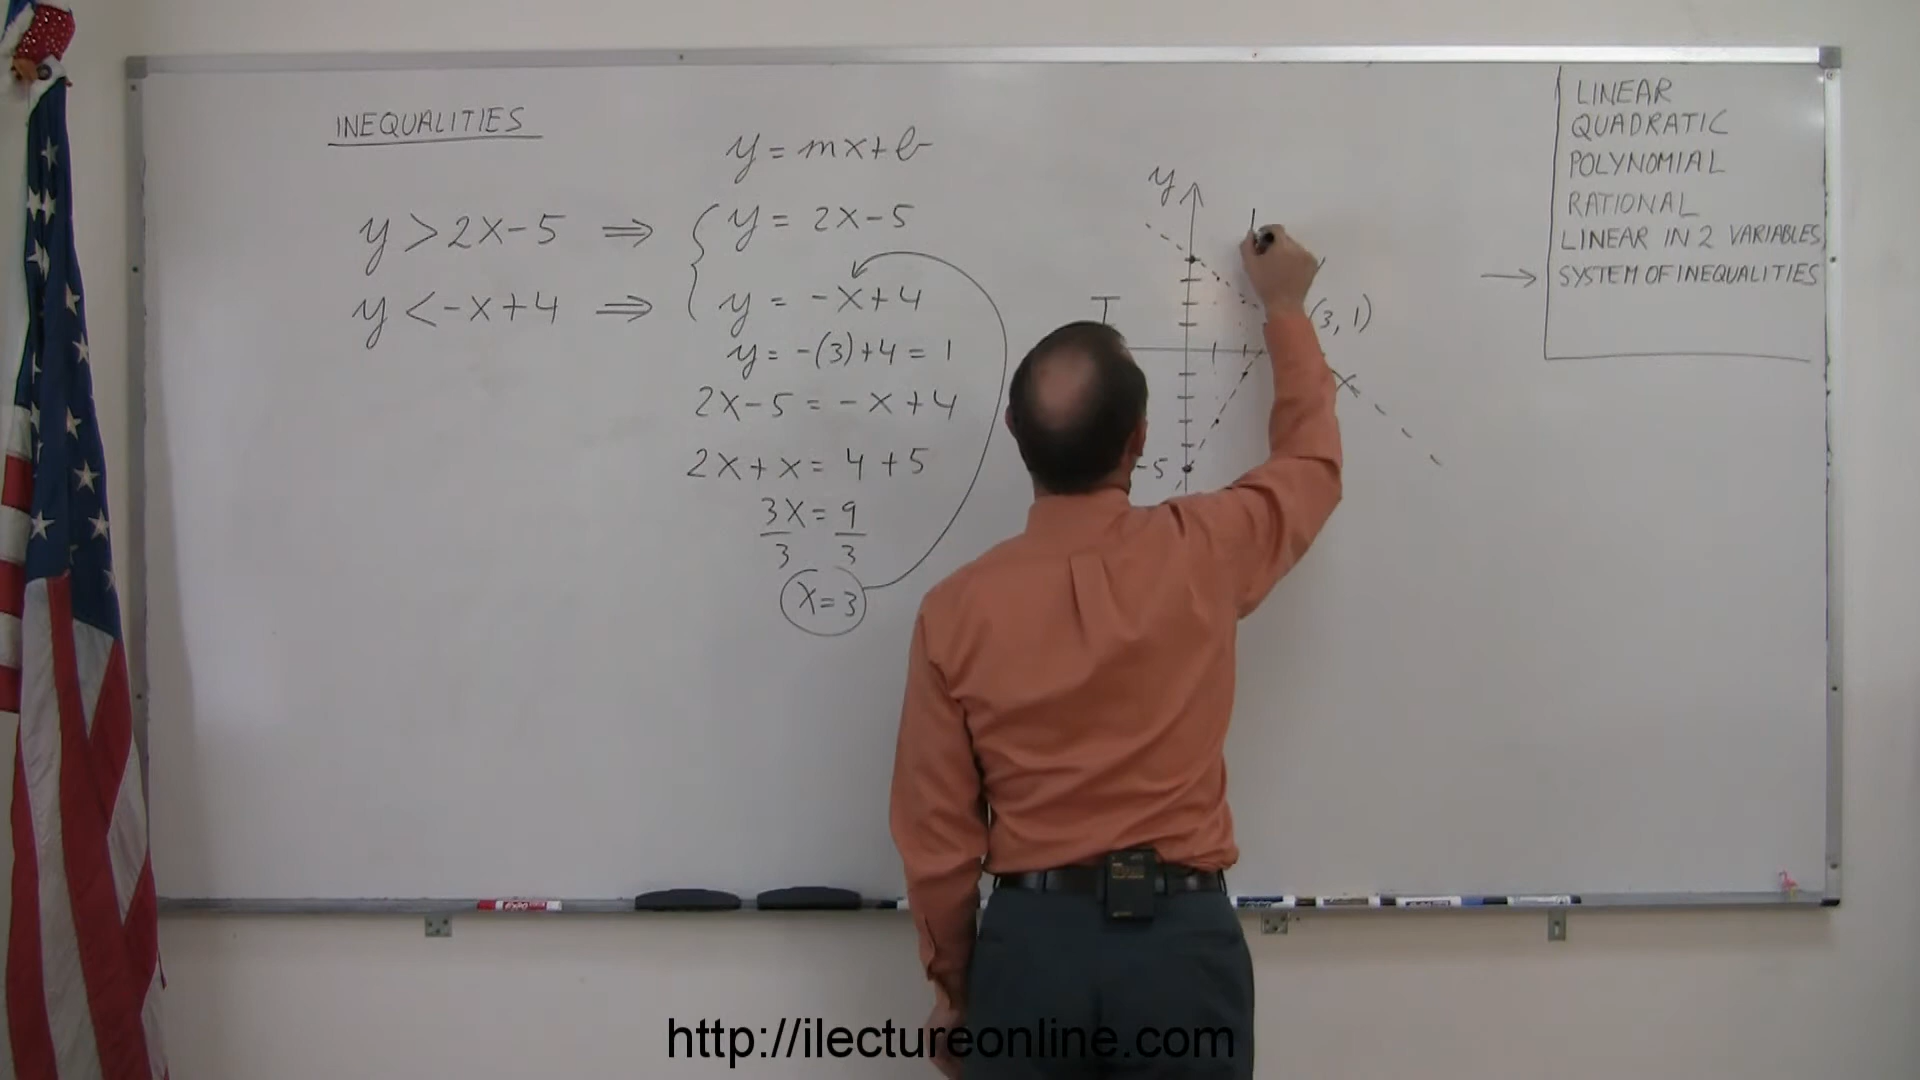 INEQUALITIES
y = mx+b
y > 2x-5 ⇒ { y = 2x-5
y < -x+4 ⇒ y = -x+4
y = -(3)+4 = 1
2x-5 = -x+4
2x+x = 4+5
3x = 9
3 3
x=3
y
I
(3, 1)
x
-5
LINEAR
QUADRATIC
POLYNOMIAL
RATIONAL
LINEAR IN 2 VARIABLES
→ SYSTEM OF INEQUALITIES
http://ilectureonline.com